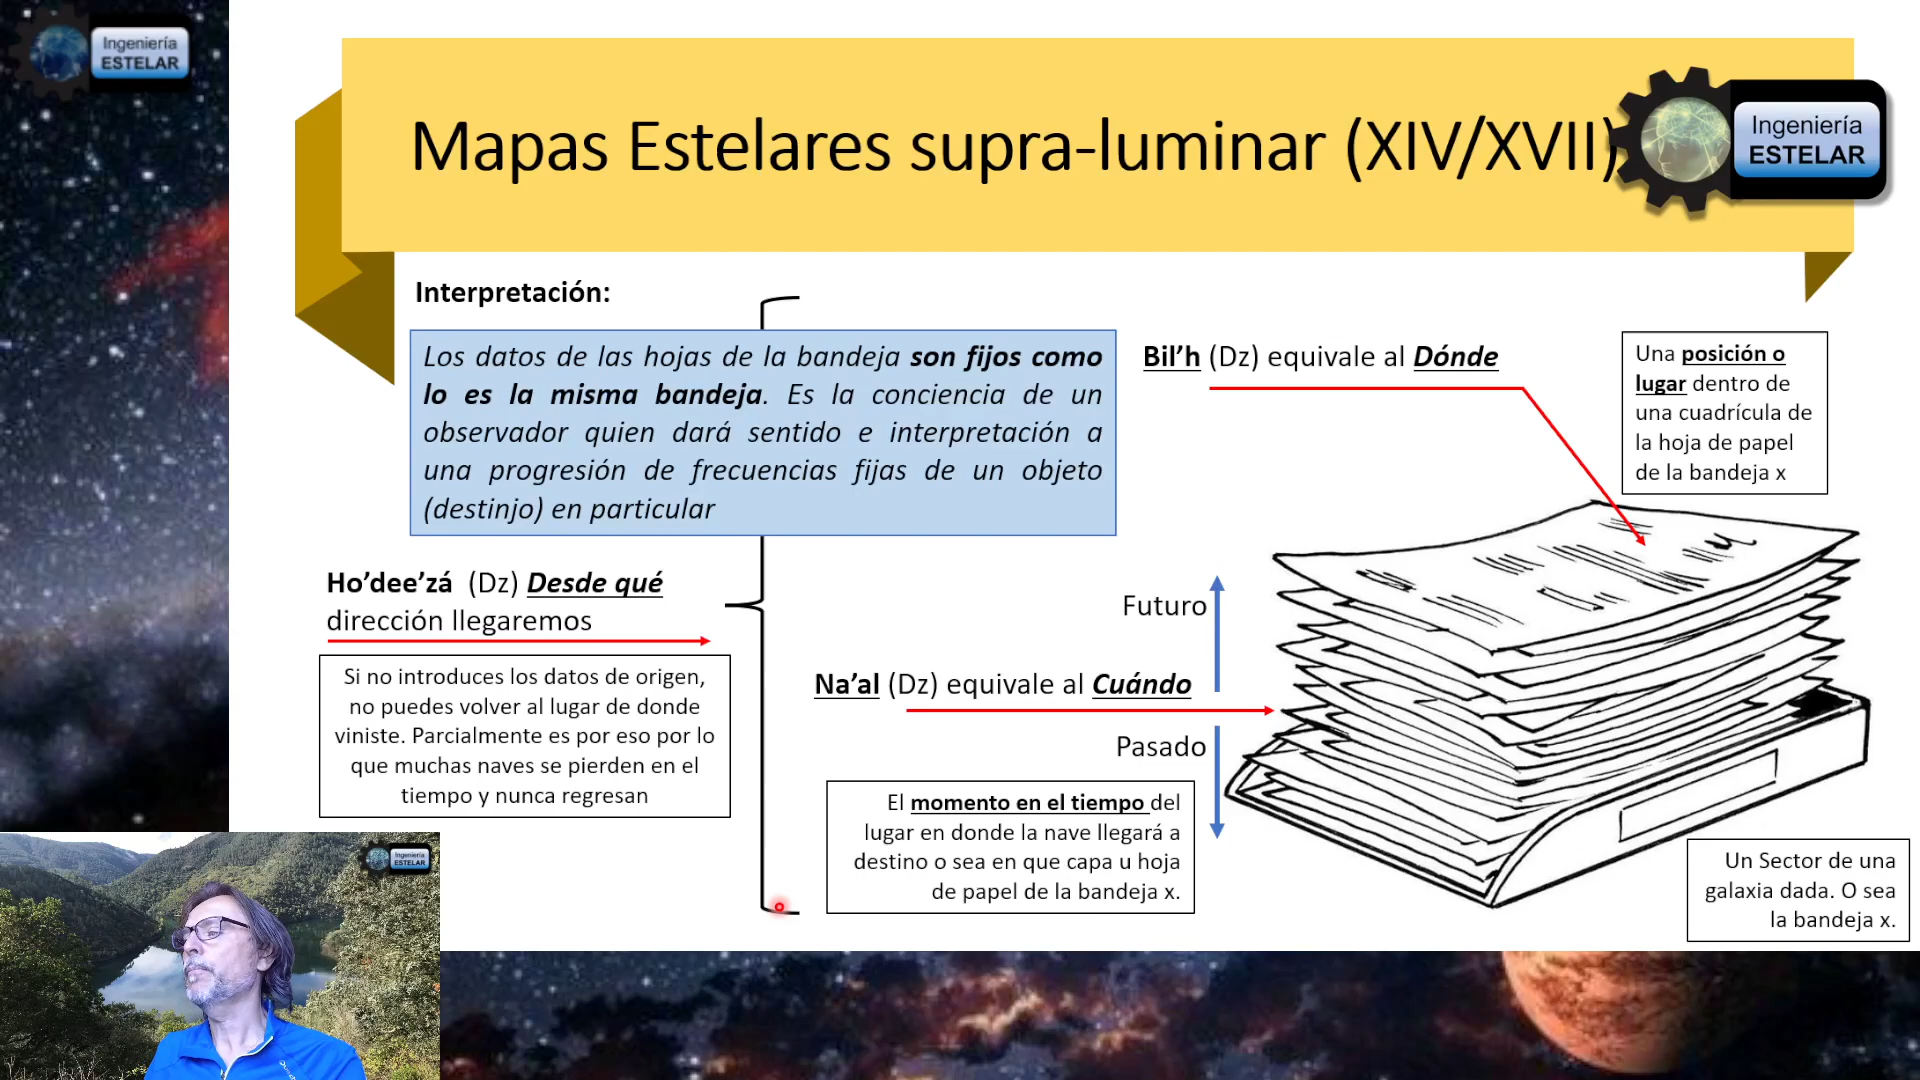 Ingeniería
ESTELAR
Mapas Estelares supra-luminar (XIV/XVII)
Ingeniería
ESTELAR
Interpretación:
Los datos de las hojas de la bandeja son fijos como
lo es la misma bandeja. Es la conciencia de un
observador quien dará sentido e interpretación a
una progresión de frecuencias fijas de un objeto
(destinjo) en particular
Bil’h (Dz) equivale al Dónde
Una posición o
lugar dentro de
una cuadrícula de
la hoja de papel
de la bandeja x
Ho’dee’zá (Dz) Desde qué
dirección llegaremos
Si no introduces los datos de origen,
no puedes volver al lugar de donde
viniste. Parcialmente es por eso por lo
que muchas naves se pierden en el
tiempo y nunca regresan
Futuro
Na’al (Dz) equivale al Cuándo
Pasado
El momento en el tiempo del
lugar en donde la nave llegará a
destino o sea en que capa u hoja
de papel de la bandeja x.
Un Sector de una
galaxia dada. O sea
la bandeja x.
Ingeniería
ESTELAR